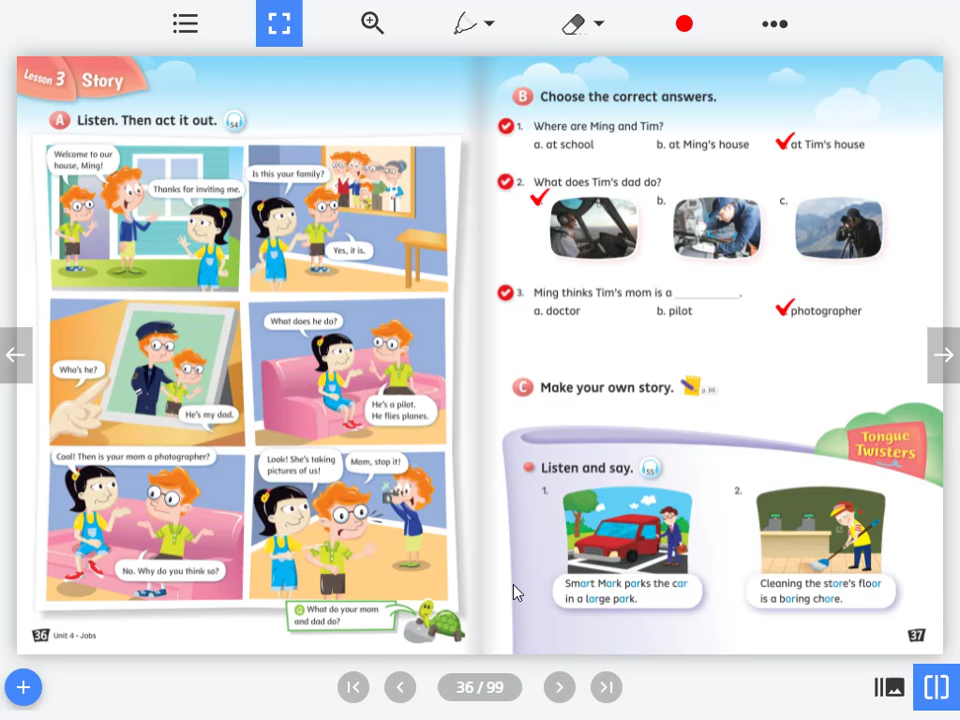 Lesson 3 Story
A Listen. Then act it out. 54
Welcome to our
house, Ming!
Thanks for inviting me.
Is this your family?
Yes, it is.
Who's he?
He's my dad.
What does he do?
He's a pilot.
He flies planes.
Cool! Then is your mom a photographer?
No. Why do you think so?
Look! She's taking
pictures of us!
Mom, stop it!
Q What do your mom
and dad do?
36 Unit 4 • Jobs
B Choose the correct answers.
1. Where are Ming and Tim?
a. at school b. at Ming's house at Tim's house
2. What does Tim's dad do?
b. c.
3. Ming thinks Tim's mom is a ________.
a. doctor b. pilot photographer
C Make your own story. p.86
Tongue
Twisters
Listen and say. 55
1. 2.
Smart Mark parks the car
in a large park.
Cleaning the store's floor
is a boring chore.
37
36 / 99